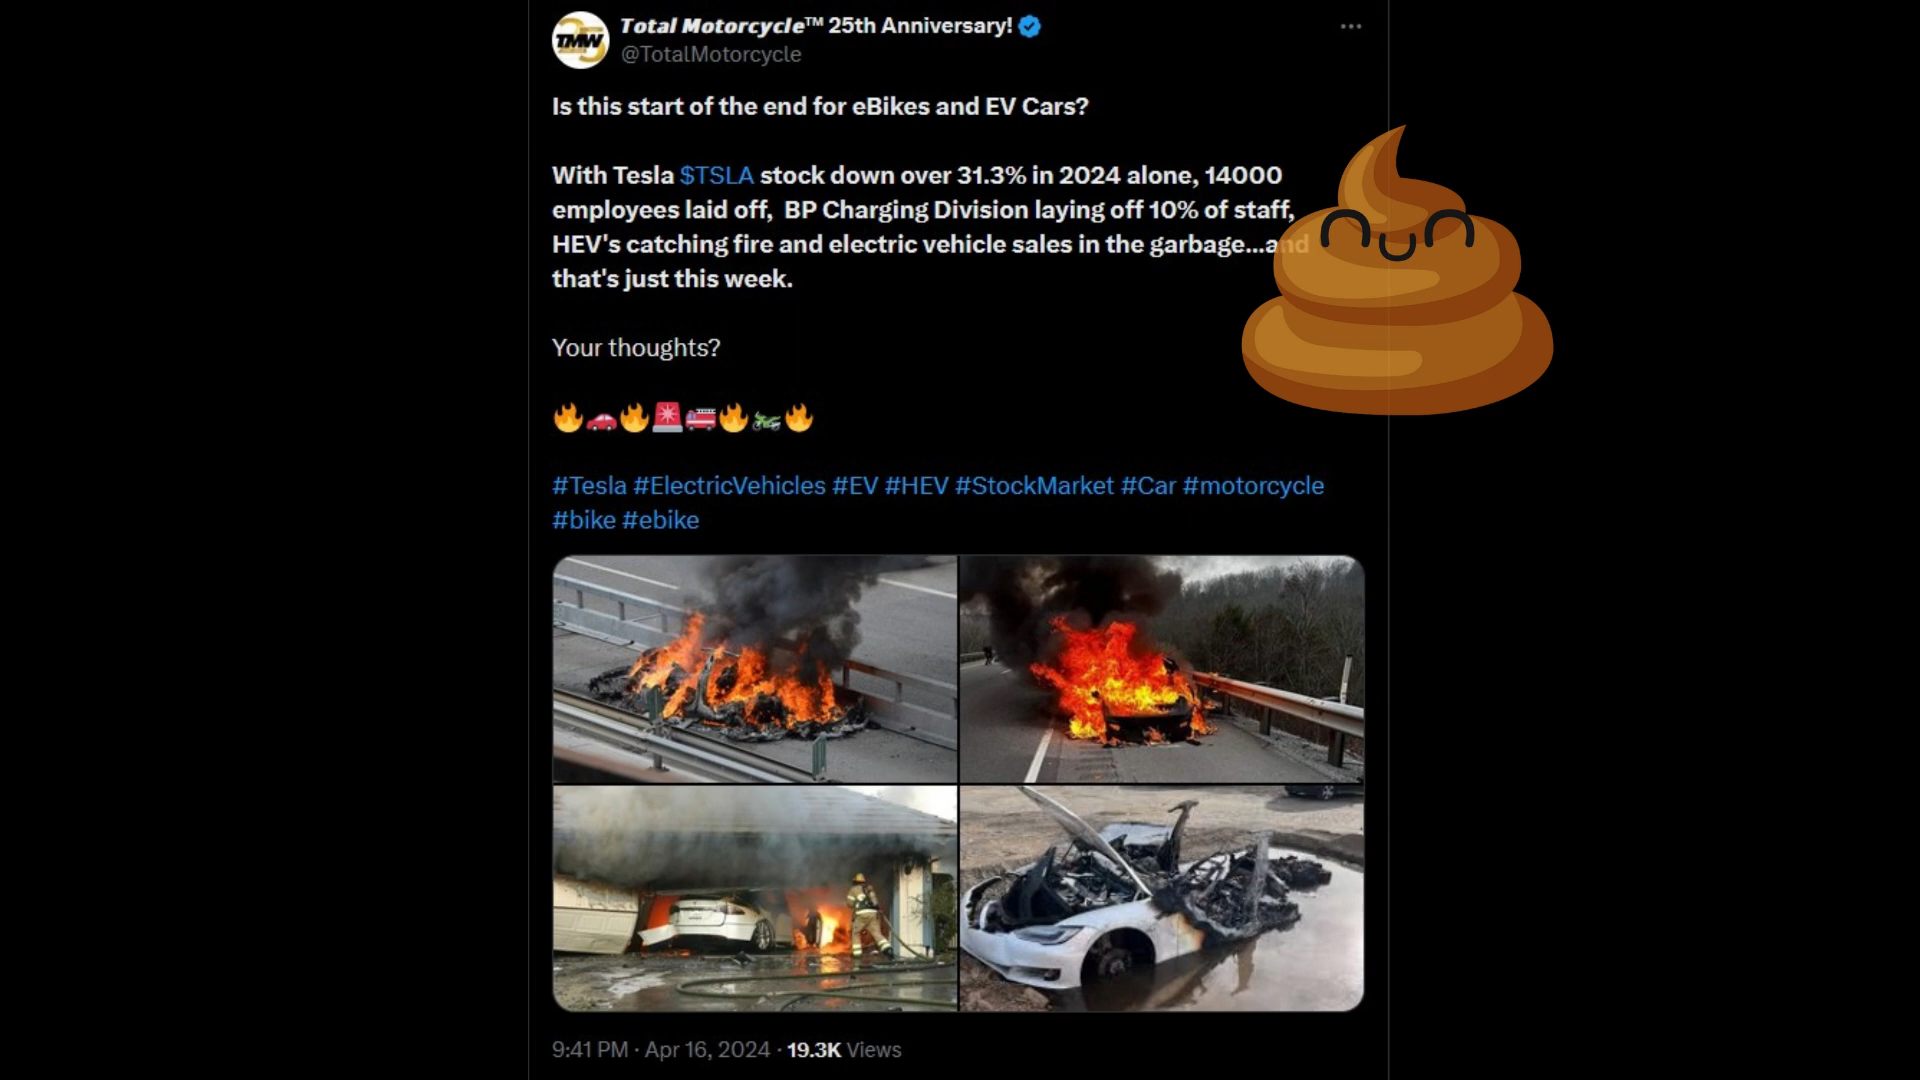 TMW
Total Motorcycle™ 25th Anniversary!
@TotalMotorcycle
Is this start of the end for eBikes and EV Cars?
With Tesla $TSLA stock down over 31.3% in 2024 alone, 14000
employees laid off,  BP Charging Division laying off 10% of staff,
HEV's catching fire and electric vehicle sales in the garbage...and
that's just this week.
Your thoughts?
#Tesla #ElectricVehicles #EV #HEV #StockMarket #Car #motorcycle
#bike #ebike
9:41 PM · Apr 16, 2024 · 19.3K Views